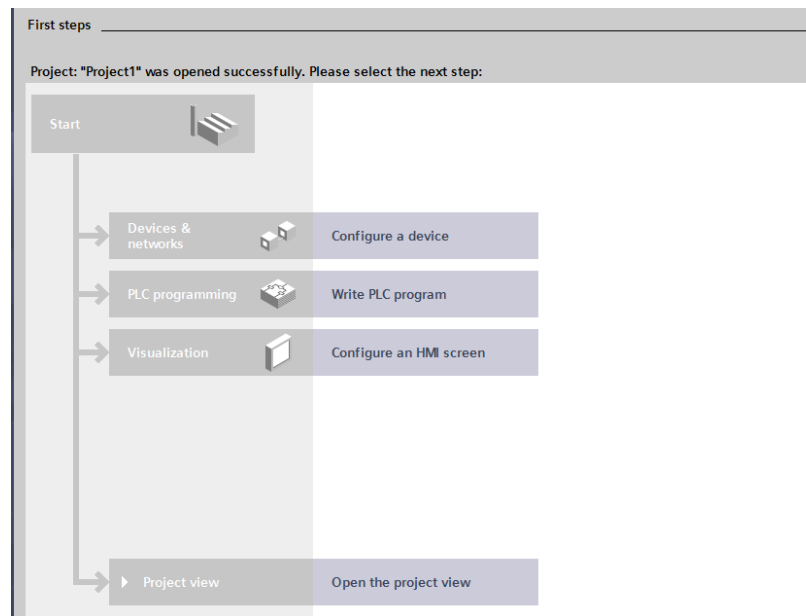 First steps
Project: "Project1" was opened successfully. Please select the next step:
Start
Devices &
networks
Configure a device
PLC programming
Write PLC program
Visualization
Configure an HMI screen
Project view
Open the project view